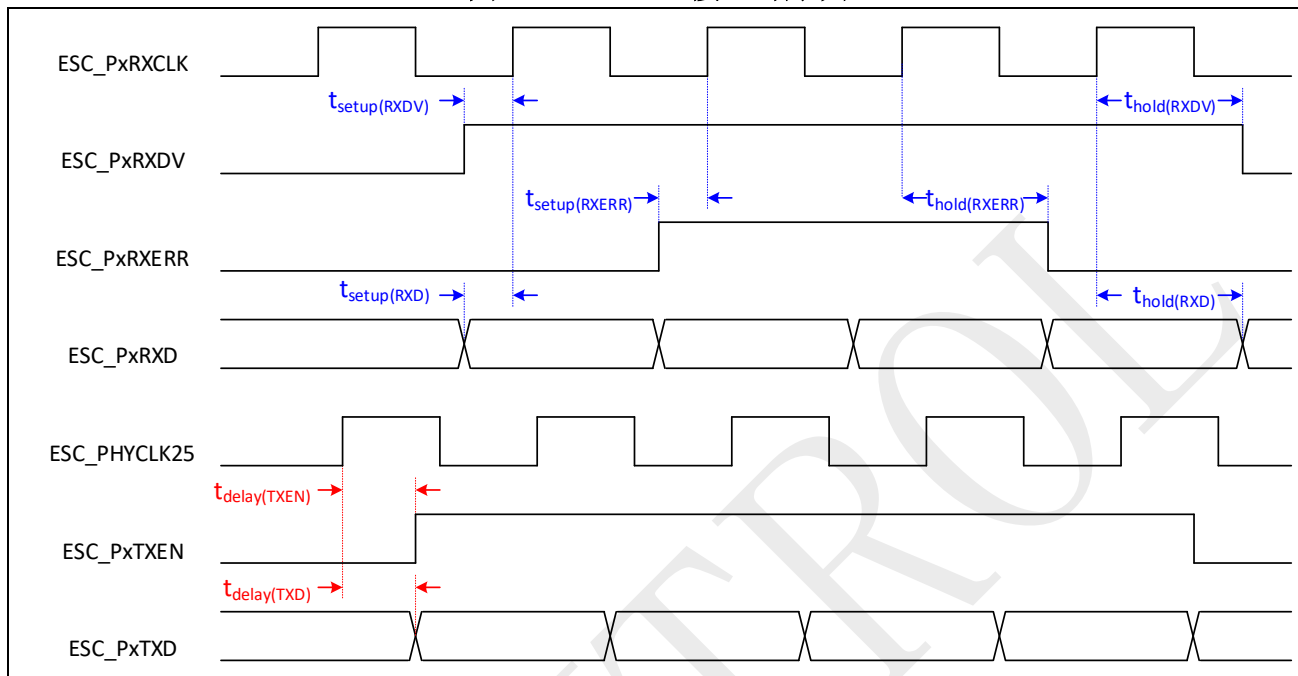 ESC_PxRXCLK
tsetup(RXDV)
thold(RXDV)
ESC_PxRXDV
tsetup(RXERR)
thold(RXERR)
ESC_PxRXERR
tsetup(RXD)
thold(RXD)
ESC_PxRXD
ESC_PHYCLK25
tdelay(TXEN)
ESC_PxTXEN
tdelay(TXD)
ESC_PxTXD